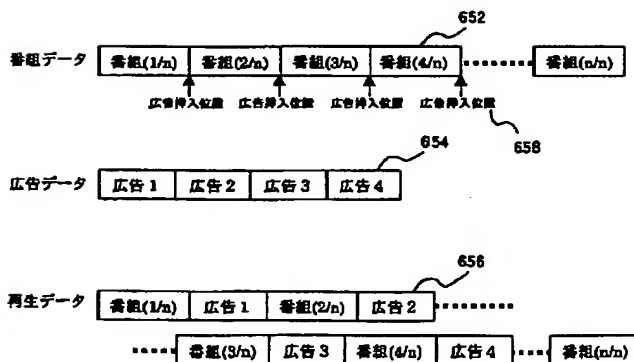 652
番組データ 番組(1/n) 番組(2/n) 番組(3/n) 番組(4/n) 番組(n/n)
広告挿入位置 広告挿入位置 広告挿入位置 広告挿入位置
658
654
広告データ 広告1 広告2 広告3 広告4
656
再生データ 番組(1/n) 広告1 番組(2/n) 広告2
番組(3/n) 広告3 番組(4/n) 広告4 番組(n/n)